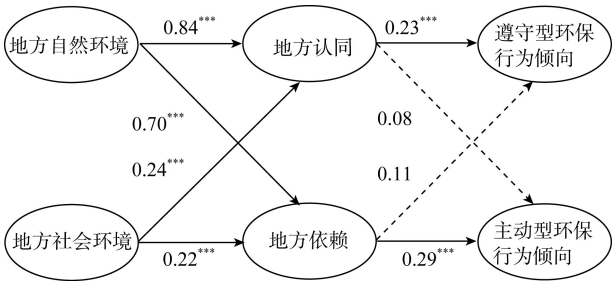 地方自然环境
0.84***
地方认同
0.23***
遵守型环保
行为倾向
0.70***
0.08
0.24***
0.11
地方社会环境
0.22***
地方依赖
0.29***
主动型环保
行为倾向